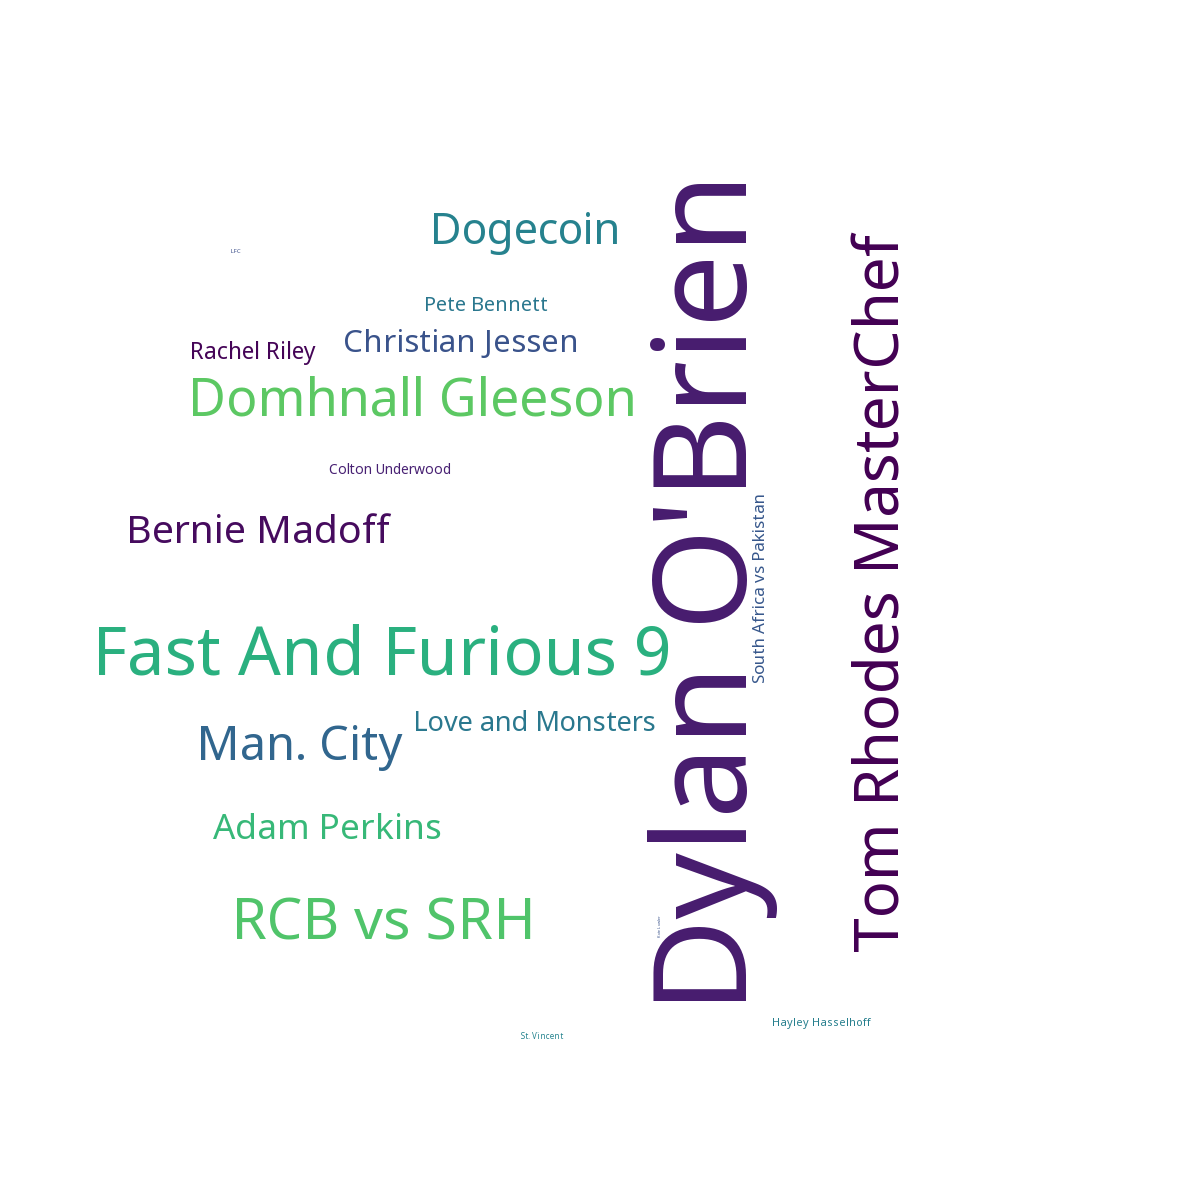 Dogecoin
LFC
Pete Bennett
Christian Jessen
Rachel Riley
Domhnall Gleeson
Colton Underwood
Bernie Madoff
Fast And Furious 9
Love and Monsters
Man. City
Adam Perkins
RCB vs SRH
Dylan O'Brien
South Africa vs Pakistan
Tom Rhodes MasterChef
Hayley Hasselhoff
St. Vincent